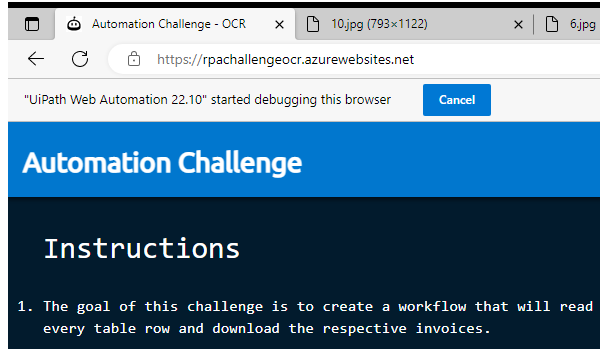 Automation Challenge - OCR
10.jpg (793×1122)
6.jpg
https://rpachallengeocr.azurewebsites.net
"UiPath Web Automation 22.10" started debugging this browser
Cancel
Automation Challenge
Instructions
1. The goal of this challenge is to create a workflow that will read
every table row and download the respective invoices.